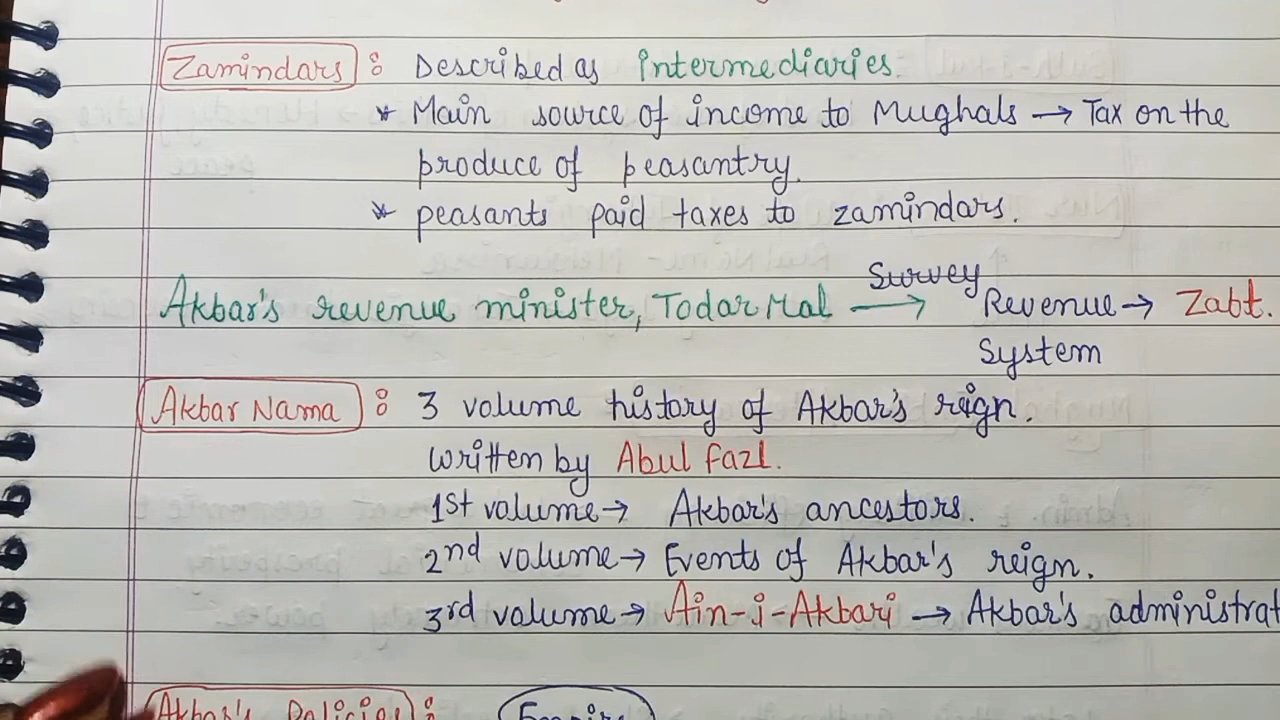 Zamindars : Described as intermediaries.
* Main source of income to Mughals → Tax on the
produce of peasantry.
* peasants paid taxes to zamindars.
Survey
Akbar's revenue minister, Todar Mal → Revenue → Zabt.
System
Akbar Nama : 3 volume history of Akbar's reign.
written by Abul Fazl.
1st volume → Akbar's ancestors.
2nd volume → Events of Akbar's reign.
3rd volume → Ain-i-Akbari → Akbar's administrat
Akbar's Policies : Empire